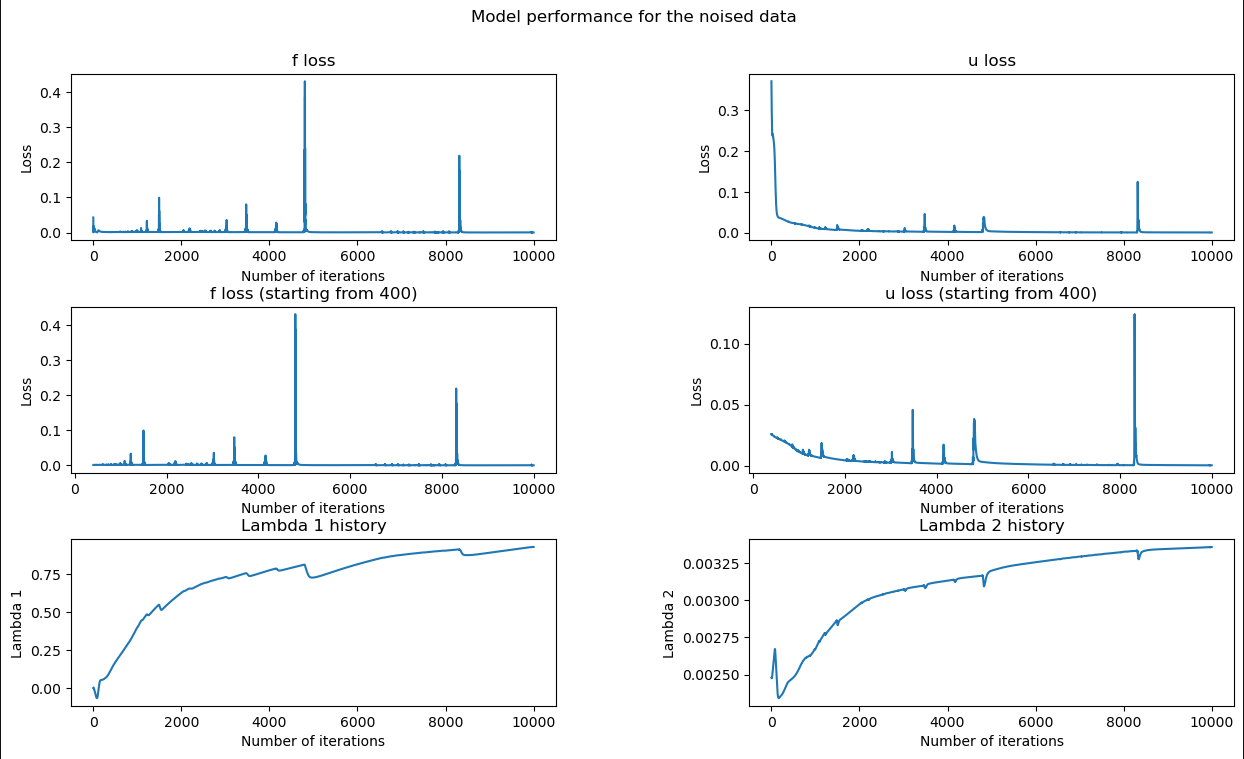 Model performance for the noised data
f loss
Loss
0.4
0.3
0.2
0.1
0.0
0 2000 4000 6000 8000 10000
Number of iterations
u loss
Loss
0.3
0.2
0.1
0.0
0 2000 4000 6000 8000 10000
Number of iterations
f loss (starting from 400)
Loss
0.4
0.3
0.2
0.1
0.0
0 2000 4000 6000 8000 10000
Number of iterations
u loss (starting from 400)
Loss
0.10
0.05
0.00
0 2000 4000 6000 8000 10000
Number of iterations
Lambda 1 history
Lambda 1
0.75
0.50
0.25
0.00
0 2000 4000 6000 8000 10000
Number of iterations
Lambda 2 history
Lambda 2
0.00325
0.00300
0.00275
0.00250
0 2000 4000 6000 8000 10000
Number of iterations